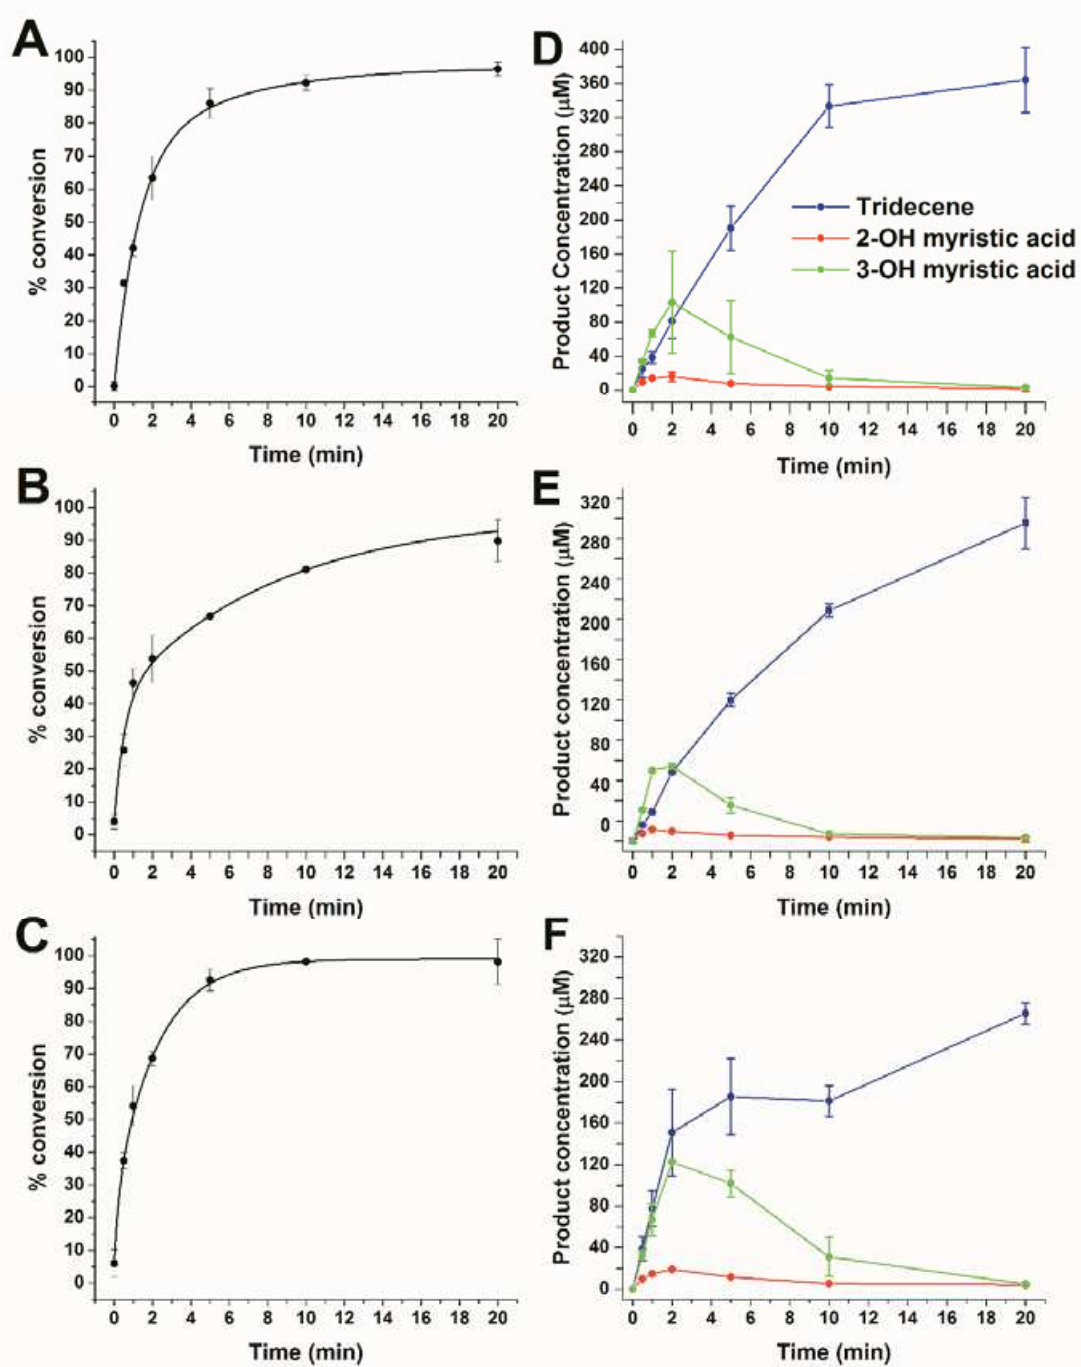 A
100
90
80
70
60
50
40
30
20
10
0
% conversion
0 2 4 6 8 10 12 14 16 18 20
Time (min)
D
400
360
320
280
240
200
160
120
80
40
0
Product Concentration (μM)
Tridecene
2-OH myristic acid
3-OH myristic acid
0 2 4 6 8 10 12 14 16 18 20
Time (min)
B
100
90
80
70
60
50
40
30
20
10
0
% conversion
0 2 4 6 8 10 12 14 16 18 20
Time (min)
E
320
280
240
200
160
120
80
40
0
Product concentration (μM)
0 2 4 6 8 10 12 14 16 18 20
Time (min)
C
100
90
80
70
60
50
40
30
20
10
0
% conversion
0 2 4 6 8 10 12 14 16 18 20
Time (min)
F
320
280
240
200
160
120
80
40
0
Product concentration (μM)
0 2 4 6 8 10 12 14 16 18 20
Time (min)